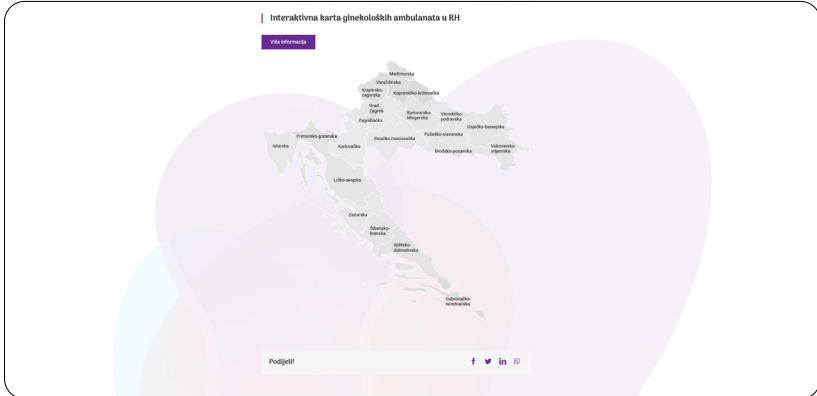 Interaktivna karta ginekoloških ambulanata u RH
Više informacija
Međimurska
Varaždinska
Krapinsko-
zagorska
Koprivničko-križevačka
Grad
Zagreb
Bjelovarsko-
bilogorska
Virovitičko-
podravska
Zagrebačka
Osječko-baranjska
Požeško-slavonska
Primorsko-goranska
Sisačko-moslavačka
Istarska
Karlovačka
Brodsko-posavska
Vukovarsko-
srijemska
Ličko-senjska
Zadarska
Šibensko-
kninska
Splitsko-
dalmatinska
Dubrovačko-
neretvanska
Podijeli!